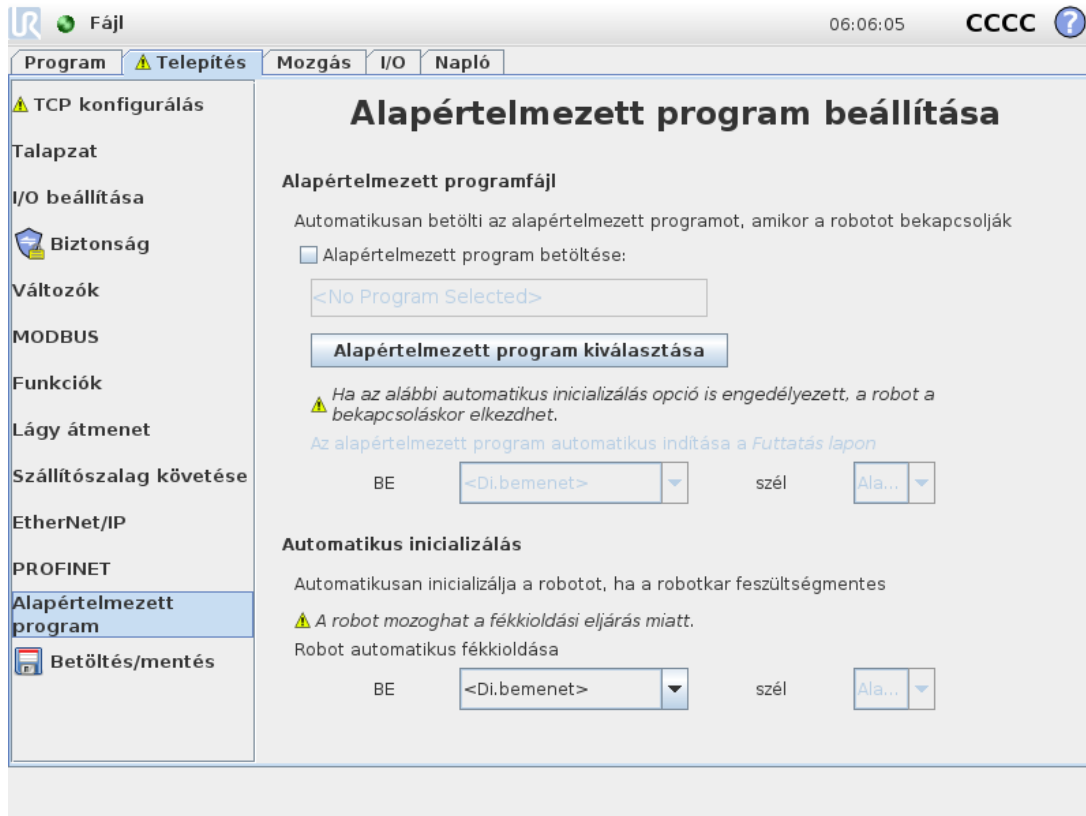 UR Fájl 06:06:05 CCCC ?
Program Telepítés Mozgás I/O Napló
TCP konfigurálás
Talapzat
I/O beállítása
Biztonság
Változók
MODBUS
Funkciók
Lágy átmenet
Szállítószalag követése
EtherNet/IP
PROFINET
Alapértelmezett
program
Betöltés/mentés
Alapértelmezett program beállítása
Alapértelmezett programfájl
Automatikusan betölti az alapértelmezett programot, amikor a robotot bekapcsolják
Alapértelmezett program betöltése:
<No Program Selected>
Alapértelmezett program kiválasztása
Ha az alábbi automatikus inicializálás opció is engedélyezett, a robot a
bekapcsoláskor elkezdhet.
Az alapértelmezett program automatikus indítása a Futtatás lapon
BE <Di.bemenet> szél Ala...
Automatikus inicializálás
Automatikusan inicializálja a robotot, ha a robotkar feszültségmentes
A robot mozoghat a fékkioldási eljárás miatt.
Robot automatikus fékkioldása
BE <Di.bemenet> szél Ala...